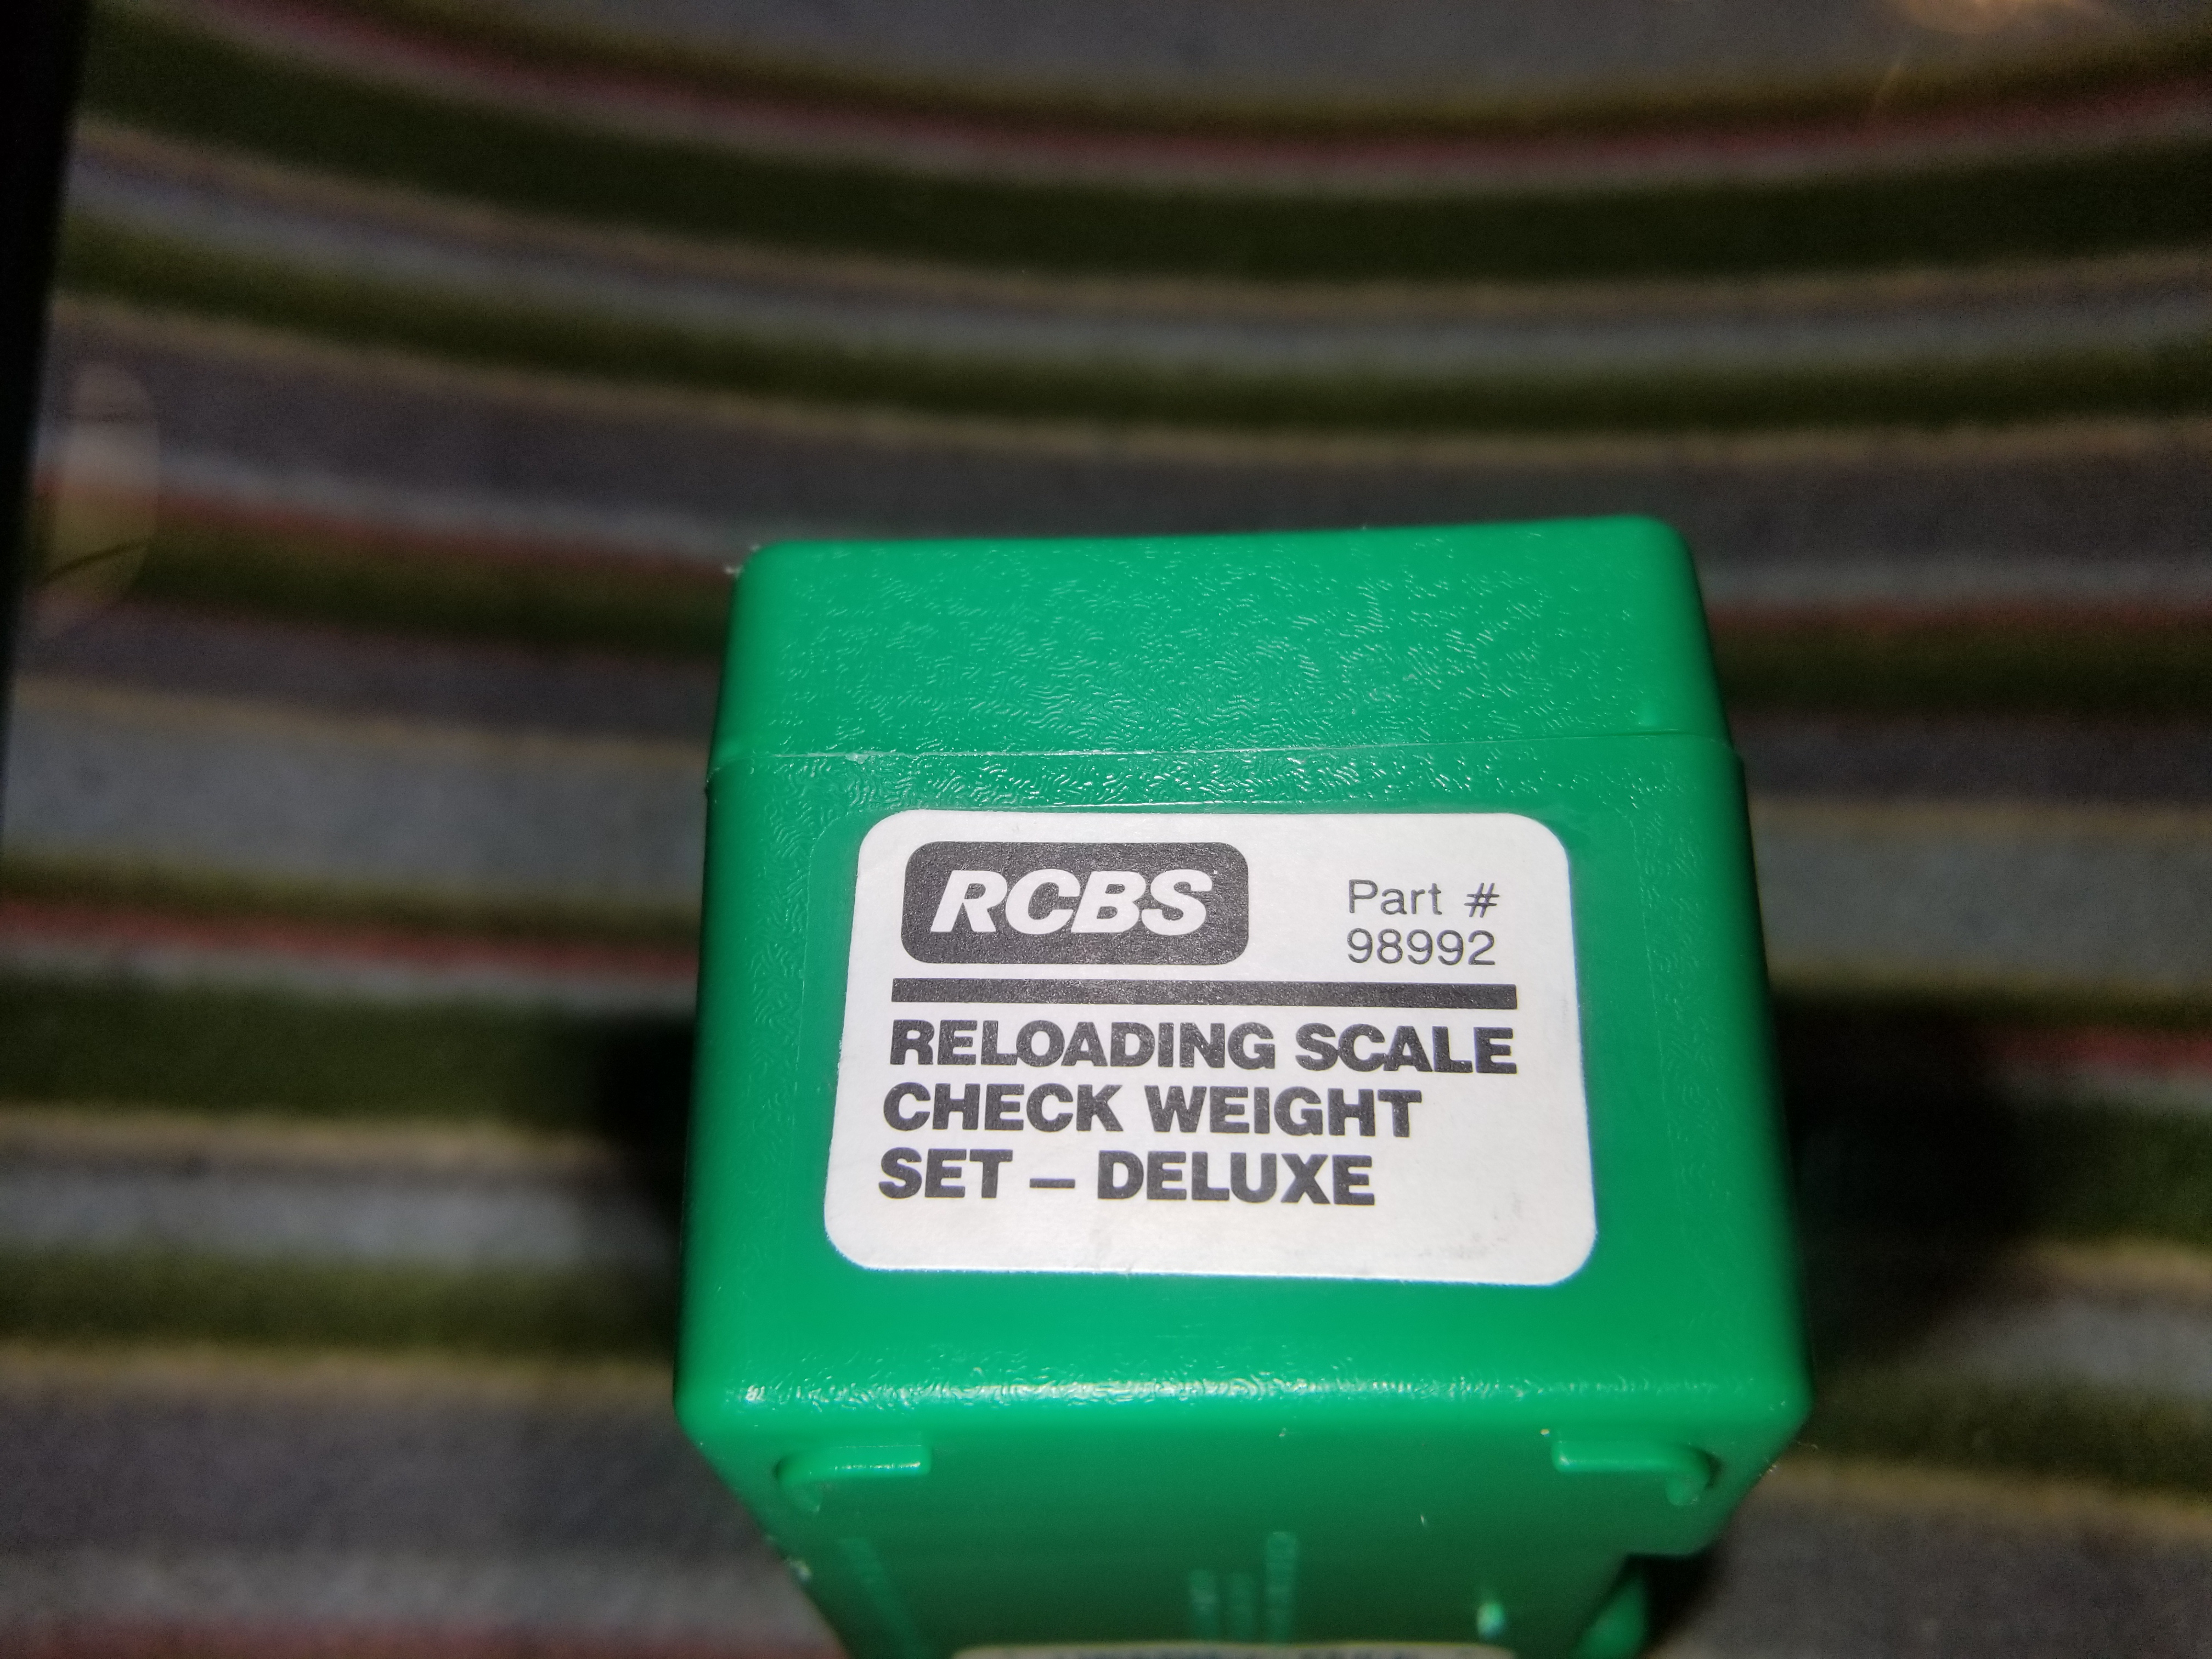 RCBS
Part #
98992
RELOADING SCALE
CHECK WEIGHT
SET – DELUXE